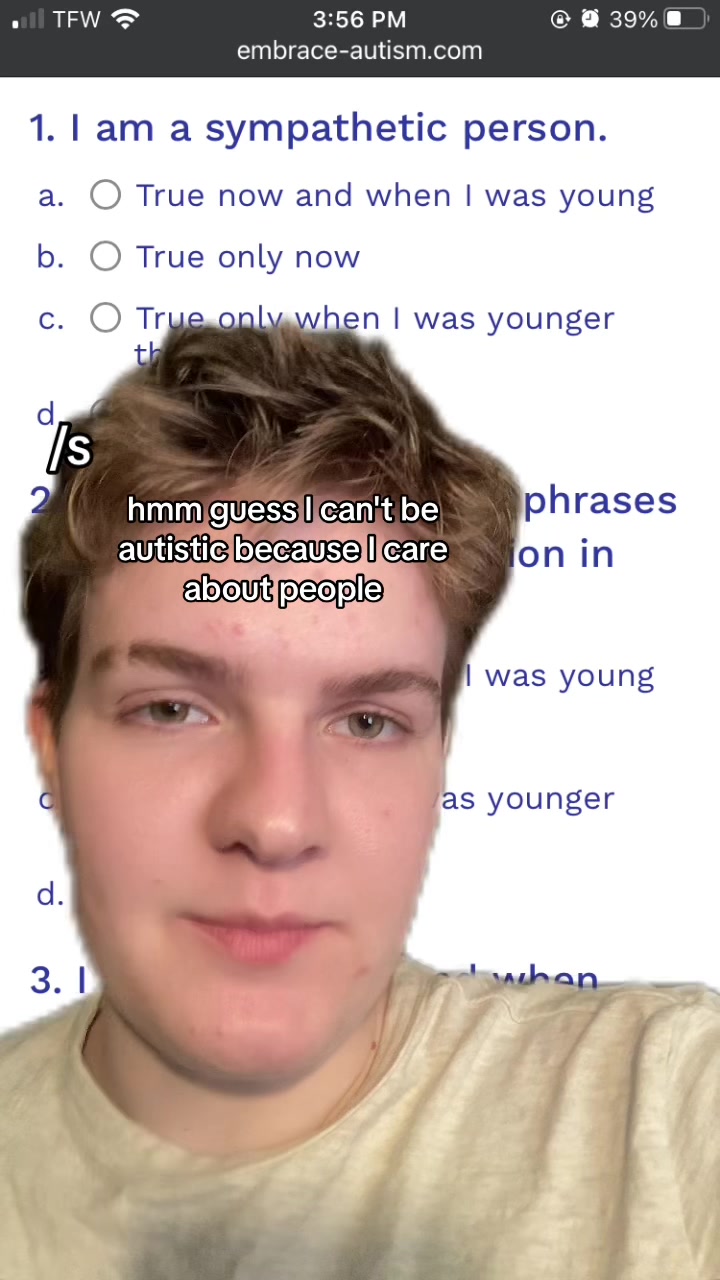 TFW 3:56 PM 39%
embrace-autism.com
1. I am a sympathetic person.
a. True now and when I was young
b. True only now
c. True only when I was younger
d.
/s
2 phrases
hmm guess I can't be
autistic because I care
about people
in
I was young
younger
d.
3. I when